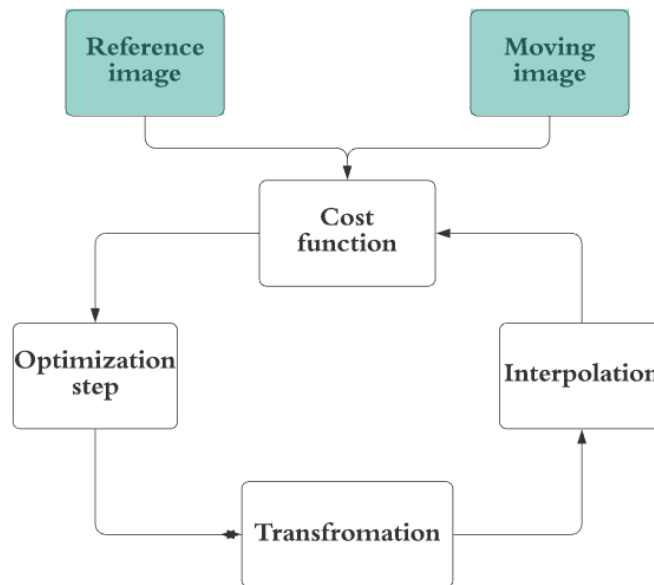 Reference
image
Moving
image
Cost
function
Optimization
step
Interpolation
Transfromation